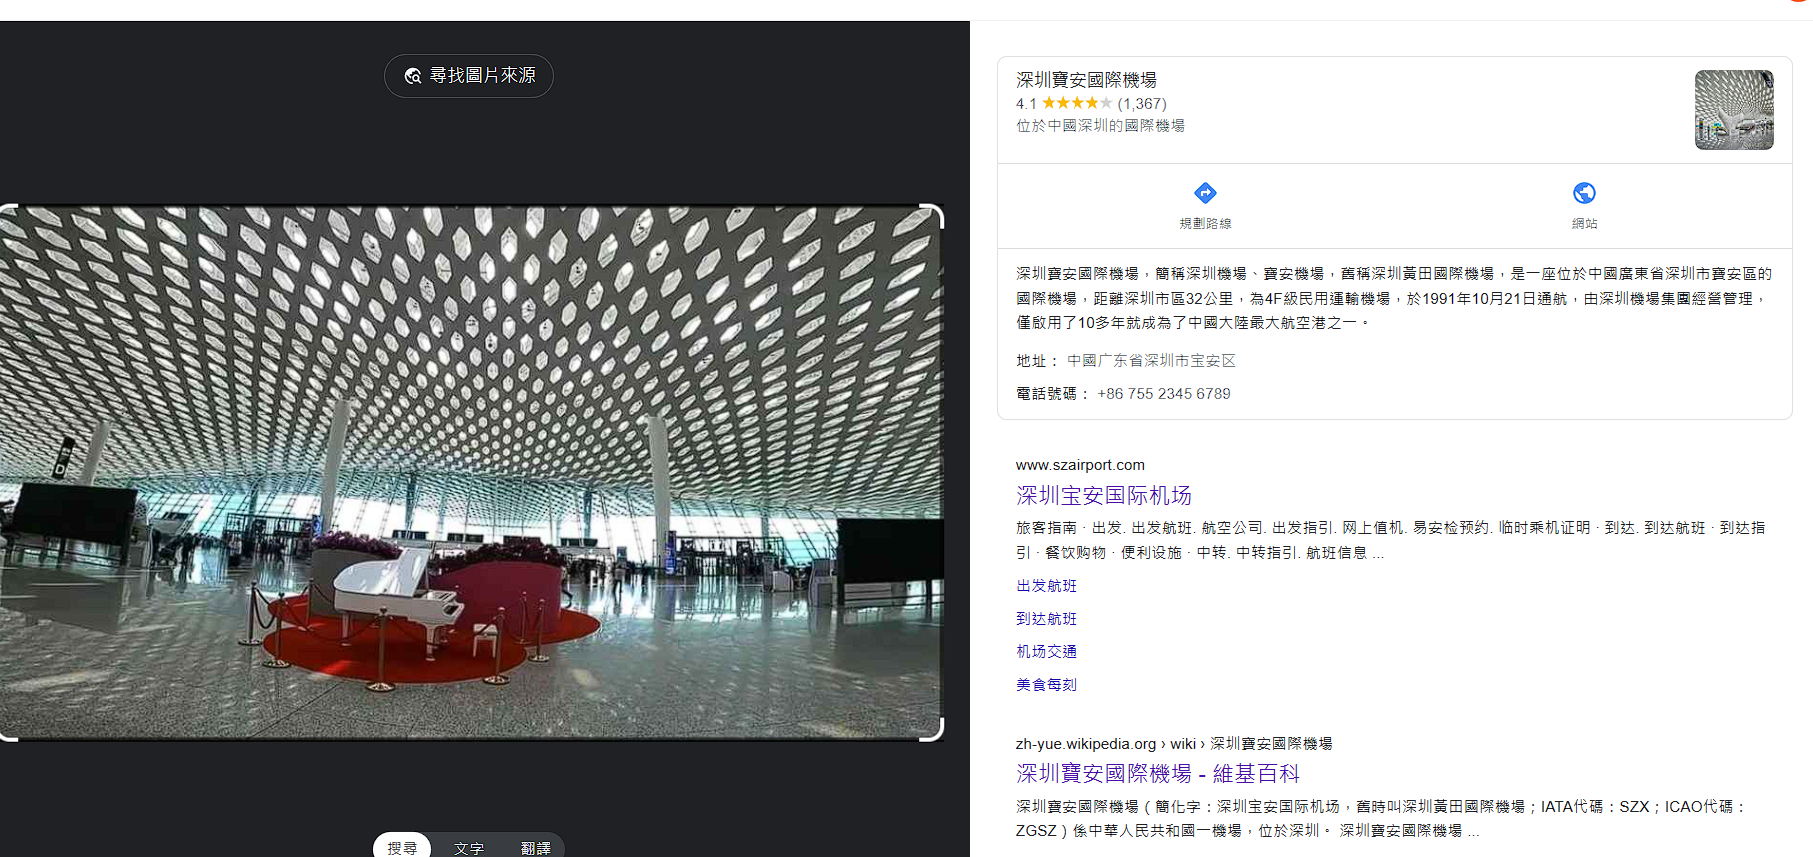 尋找圖片來源
D
搜尋
文字
翻譯
深圳寶安國際機場
4.1 ★★★★★ (1,367)
位於中國深圳的國際機場
規劃路線
網站
深圳寶安國際機場，簡稱深圳機場、寶安機場，舊稱深圳黃田國際機場，是一座位於中國廣東省深圳市寶安區的
國際機場，距離深圳市區32公里，為4F級民用運輸機場，於1991年10月21日通航，由深圳機場集團經營管理，
僅啟用了10多年就成為了中國大陸最大航空港之一。
地址： 中國广东省深圳市宝安区
電話號碼： +86 755 2345 6789
www.szairport.com
深圳宝安国际机场
旅客指南 · 出发. 出发航班. 航空公司. 出发指引. 网上值机. 易安检预约. 临时乘机证明 · 到达. 到达航班 · 到达指
引 · 餐饮购物 · 便利设施 · 中转. 中转指引. 航班信息 ...
出发航班
到达航班
机场交通
美食每刻
zh-yue.wikipedia.org › wiki › 深圳寶安國際機場
深圳寶安國際機場 - 維基百科
深圳寶安國際機場（簡化字：深圳宝安国际机场，舊時叫深圳黃田國際機場；IATA代碼：SZX；ICAO代碼：
ZGSZ）係中華人民共和國一機場，位於深圳。 深圳寶安國際機場 ...